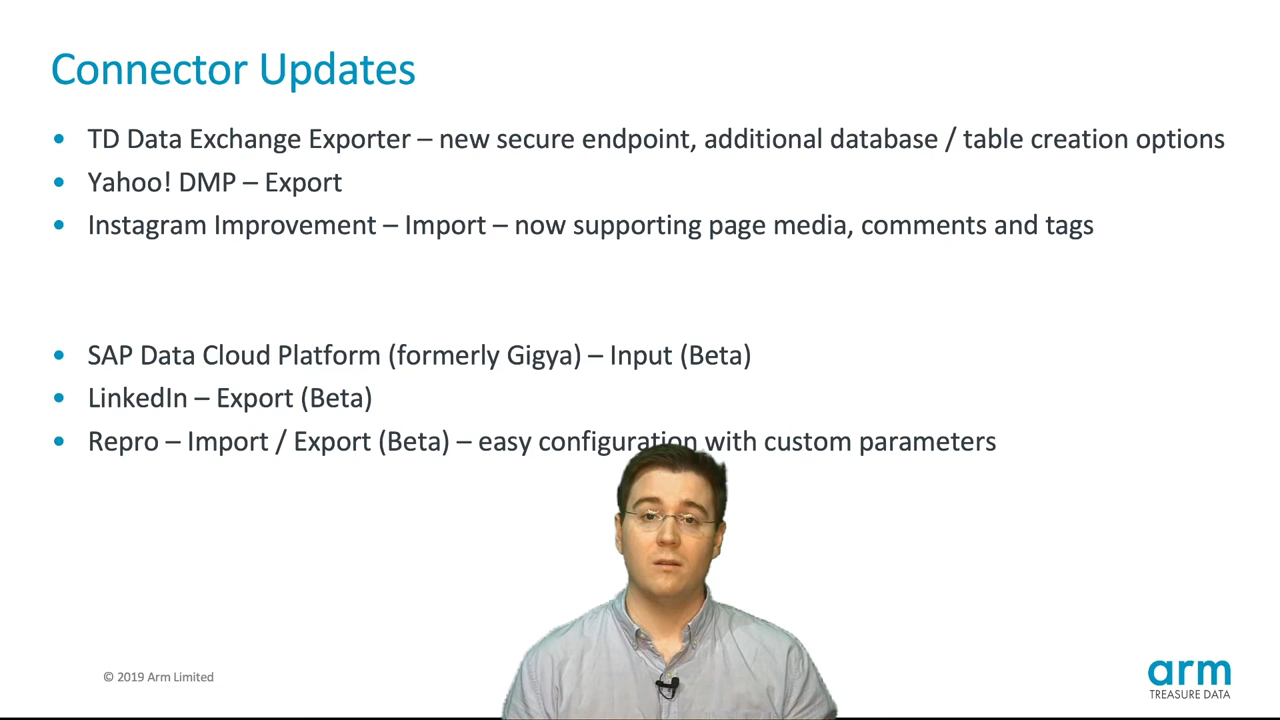 Connector Updates
• TD Data Exchange Exporter – new secure endpoint, additional database / table creation options
• Yahoo! DMP – Export
• Instagram Improvement – Import – now supporting page media, comments and tags
• SAP Data Cloud Platform (formerly Gigya) – Input (Beta)
• LinkedIn – Export (Beta)
• Repro – Import / Export (Beta) – easy configuration with custom parameters
© 2019 Arm Limited
arm
TREASURE DATA